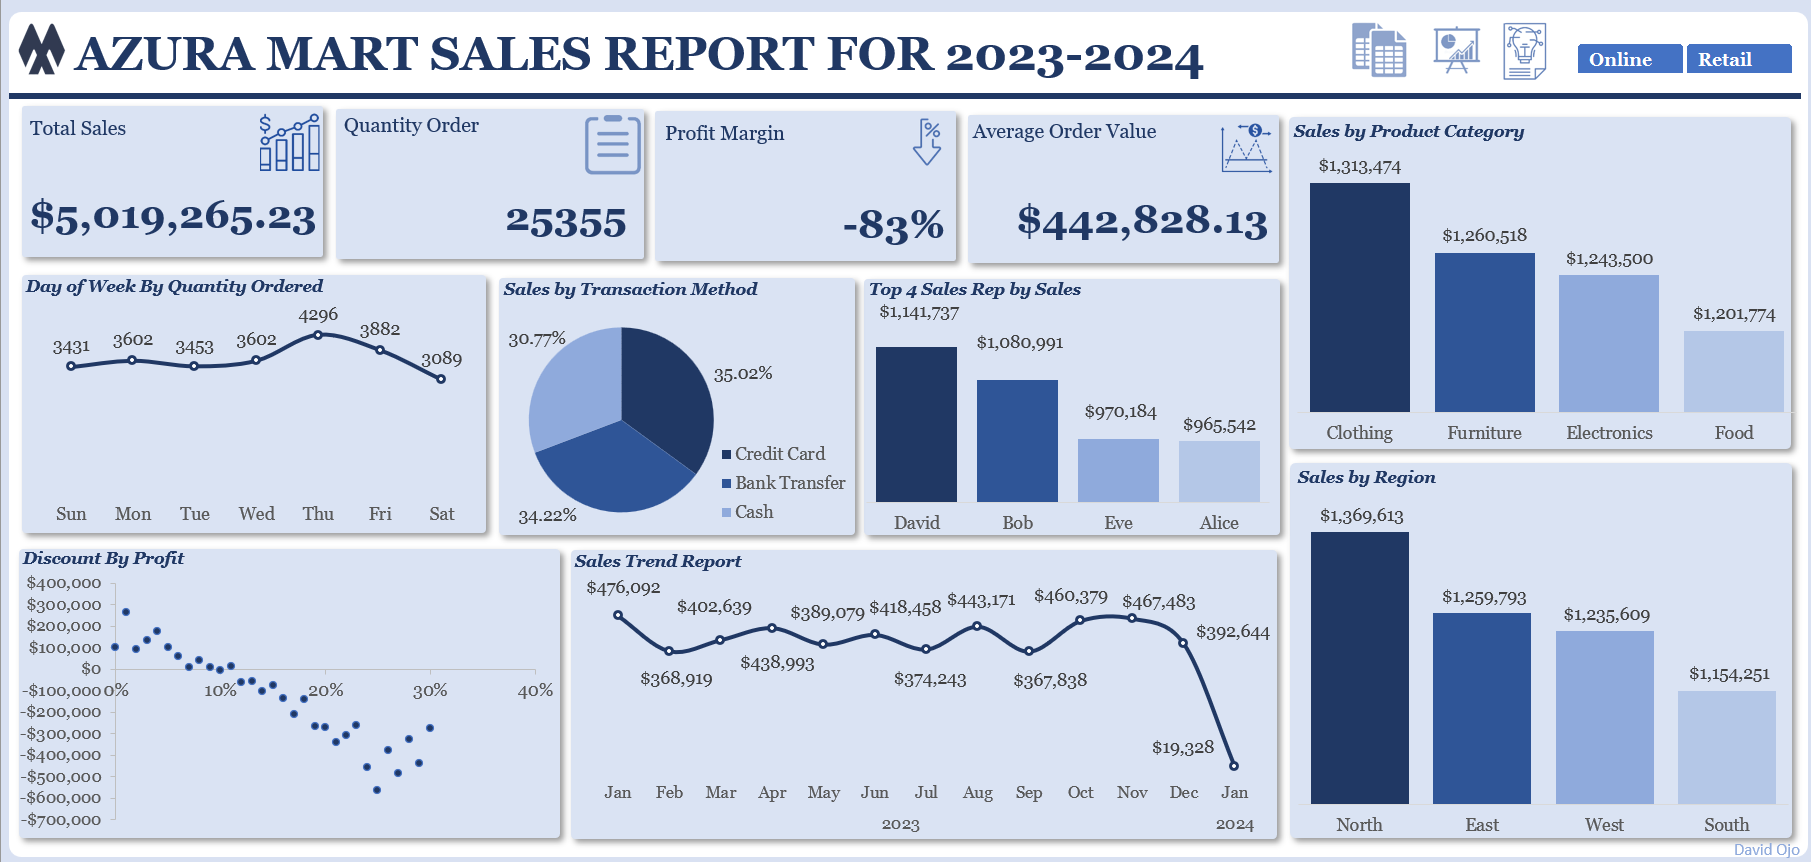 AZURA MART SALES REPORT FOR 2023-2024
Online
Retail
Total Sales
$
$5,019,265.23
Quantity Order
25355
Profit Margin
%
-83%
Average Order Value
$
$442,828.13
Sales by Product Category
$1,313,474
$1,260,518
$1,243,500
$1,201,774
Clothing
Furniture
Electronics
Food
Day of Week By Quantity Ordered
3431
3602
3453
3602
4296
3882
3089
Sun
Mon
Tue
Wed
Thu
Fri
Sat
Sales by Transaction Method
30.77%
35.02%
34.22%
Credit Card
Bank Transfer
Cash
Top 4 Sales Rep by Sales
$1,141,737
$1,080,991
$970,184
$965,542
David
Bob
Eve
Alice
Sales by Region
$1,369,613
$1,259,793
$1,235,609
$1,154,251
North
East
West
South
Discount By Profit
$400,000
$300,000
$200,000
$100,000
$0
-$100,000
-$200,000
-$300,000
-$400,000
-$500,000
-$600,000
-$700,000
0%
10%
20%
30%
40%
Sales Trend Report
$476,092
$368,919
$402,639
$438,993
$389,079
$418,458
$374,243
$443,171
$367,838
$460,379
$467,483
$392,644
$19,328
Jan
Feb
Mar
Apr
May
Jun
Jul
Aug
Sep
Oct
Nov
Dec
Jan
2023
2024
David Ojo